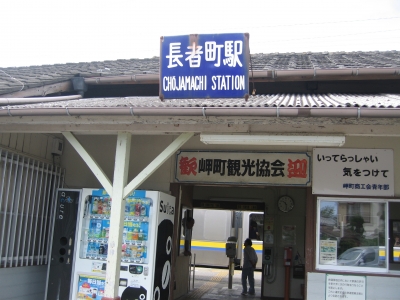 長者町駅
CHOJAMACHI STATION
歓 岬町観光協会 迎
いってらっしゃい
気をつけて
岬町商工会青年部
Suica